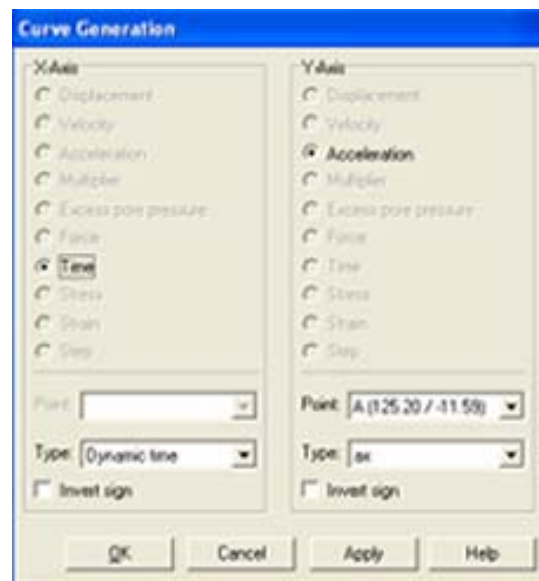 Curve Generation
X-Axis
Displacement
Velocity
Acceleration
Multiplier
Excess pore pressure
Force
Time
Stress
Strain
Step
Point:
Type: Dynamic time
Invert sign
Y-Axis
Displacement
Velocity
Acceleration
Multiplier
Excess pore pressure
Force
Time
Stress
Strain
Step
Point: A (125.20 / -11.59)
Type: ax
Invert sign
OK Cancel Apply Help